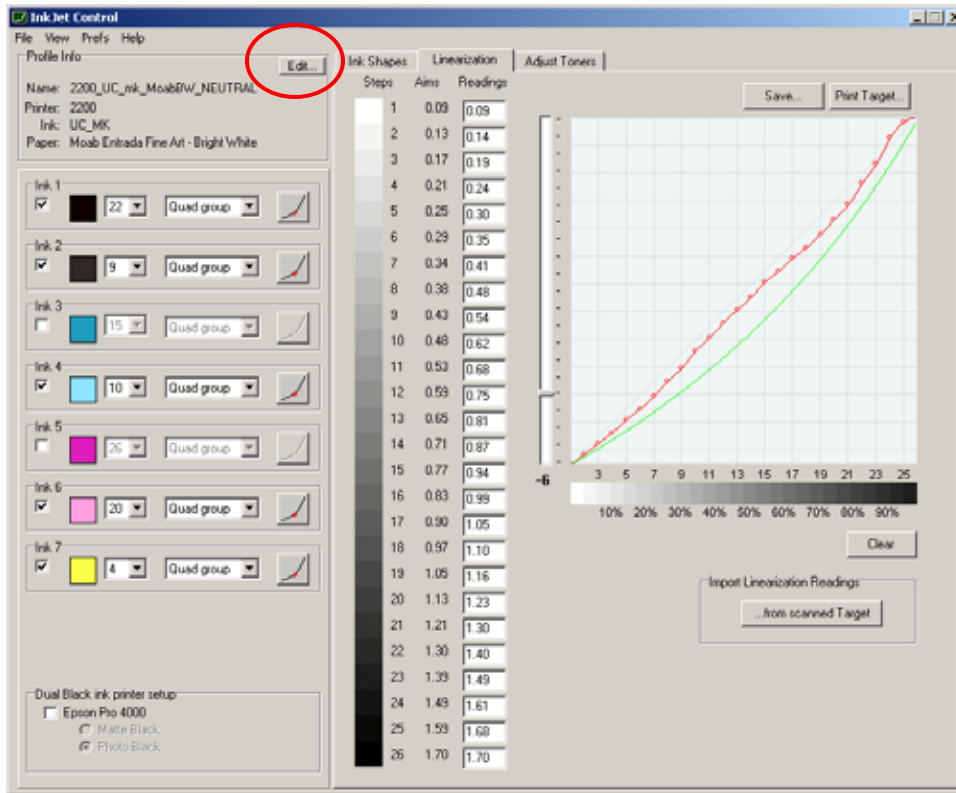 InkJet Control
File View Prefs Help
Profile Info
Edit...
Name: 2200_UC_mk_MoabBW_NEUTRAL
Printer: 2200
Ink: UC_MK
Paper: Moab Entrada Fine Art - Bright White
Ink 1
22 Quad group
Ink 2
9 Quad group
Ink 3
15 Quad group
Ink 4
10 Quad group
Ink 5
26 Quad group
Ink 6
20 Quad group
Ink 7
4 Quad group
Dual Black ink printer setup
Epson Pro 4000
Matte Black
Photo Black
Ink Shapes Linearization Adjust Toners
Steps Aims Readings
1 0.09 0.09
2 0.13 0.14
3 0.17 0.19
4 0.21 0.24
5 0.25 0.30
6 0.29 0.35
7 0.34 0.41
8 0.38 0.48
9 0.43 0.54
10 0.48 0.62
11 0.53 0.68
12 0.59 0.75
13 0.65 0.81
14 0.71 0.87
15 0.77 0.94
16 0.83 0.99
17 0.90 1.05
18 0.97 1.10
19 1.05 1.16
20 1.13 1.23
21 1.21 1.30
22 1.30 1.40
23 1.39 1.49
24 1.49 1.61
25 1.59 1.68
26 1.70 1.70
Save... Print Target...
-6
3 5 7 9 11 13 15 17 19 21 23 25
10% 20% 30% 40% 50% 60% 70% 80% 90%
Clear
Import Linearization Readings
...from scanned Target